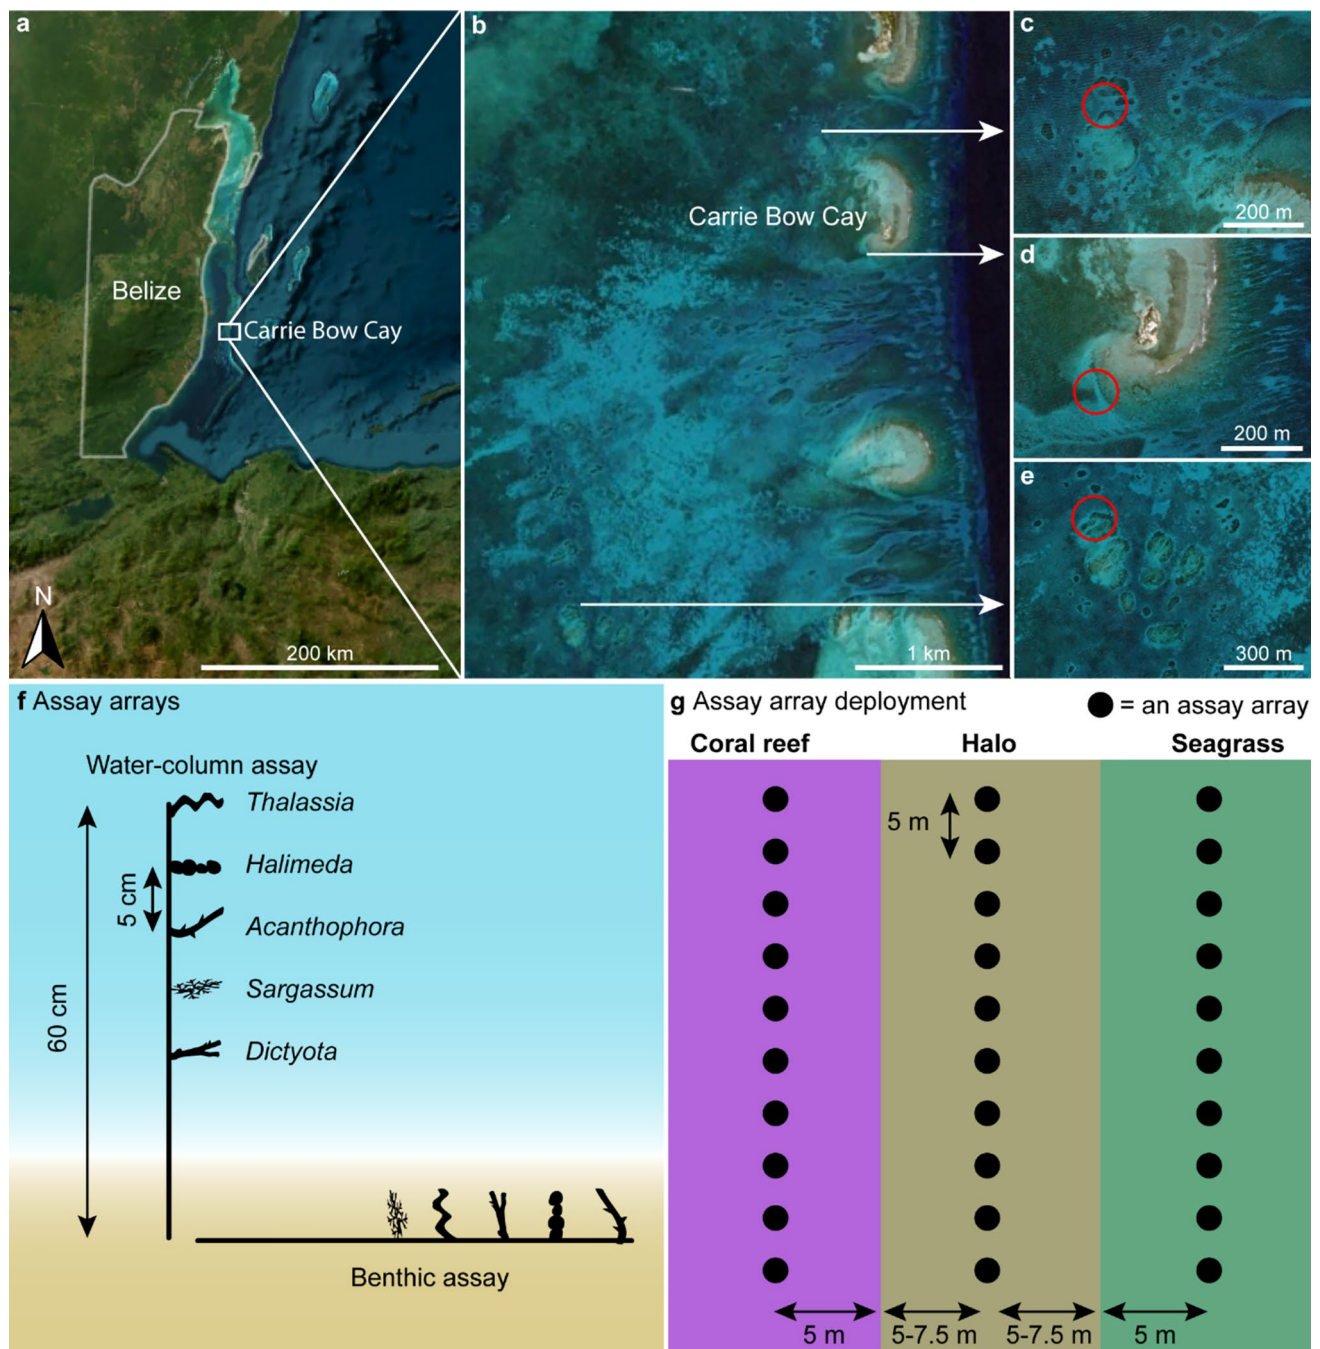 a
Belize
Carrie Bow Cay
N
200 km
b
Carrie Bow Cay
1 km
c
200 m
d
200 m
e
300 m
f Assay arrays
Water-column assay
Thalassia
Halimeda
5 cm
Acanthophora
Sargassum
60 cm
Dictyota
Benthic assay
g Assay array deployment
= an assay array
Coral reef
Halo
Seagrass
5 m
5 m
5-7.5 m
5-7.5 m
5 m